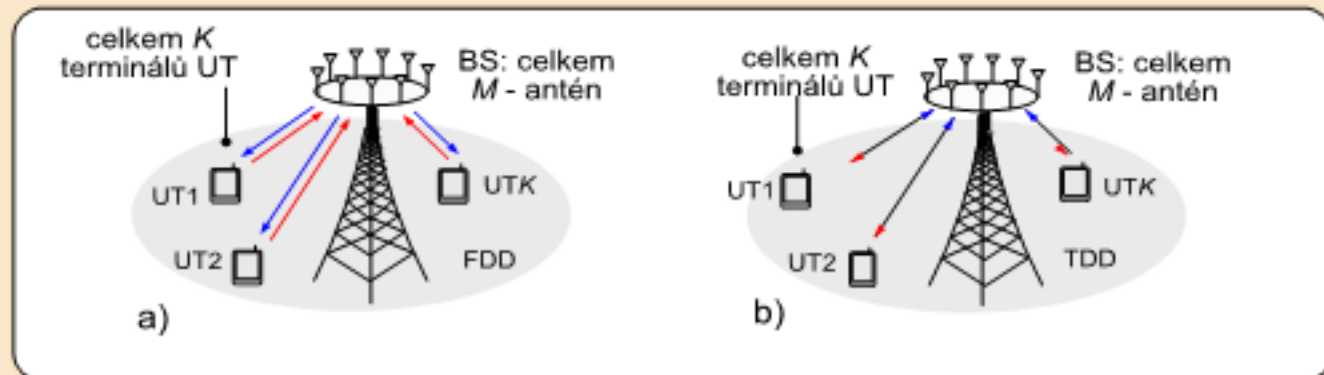 celkem K
terminálů UT
BS: celkem
M - antén
UT1
UTK
UT2
FDD
a)
celkem K
terminálů UT
BS: celkem
M - antén
UT1
UTK
UT2
TDD
b)